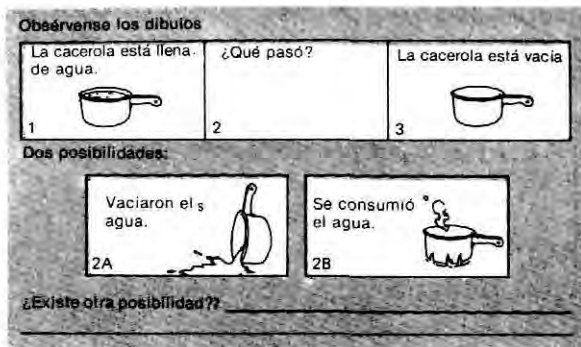 Obsérvense los dibulos
La cacerola está llena.
de agua.
1
¿Qué pasó?
2
La cacerola está vacía
3
Dos posibilidades:
Vaciaron el s
agua.
2A
Se consumió
el agua.
2B
¿Existe otra posibilidad??